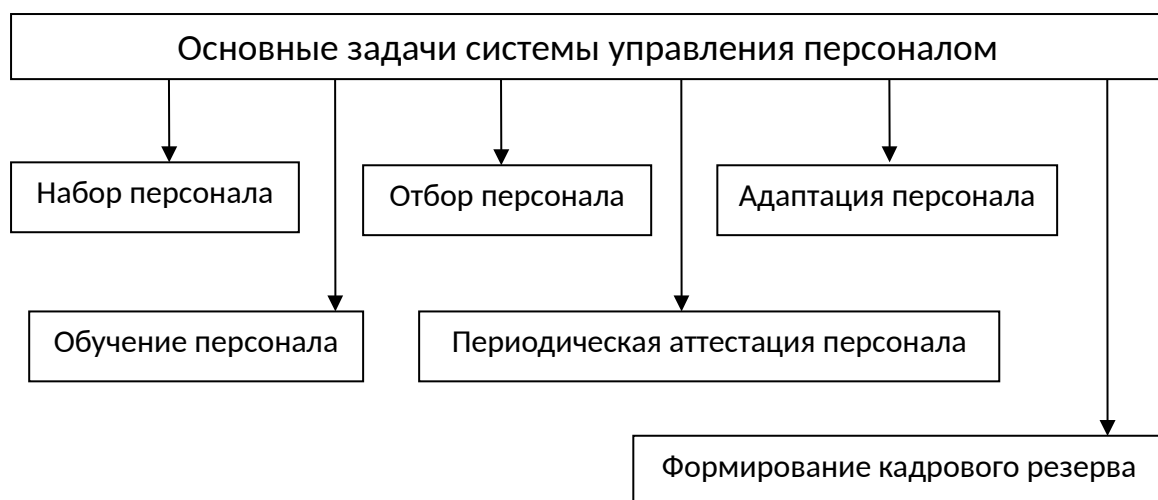 Основные задачи системы управления персоналом
Набор персонала
Отбор персонала
Адаптация персонала
Обучение персонала
Периодическая аттестация персонала
Формирование кадрового резерва